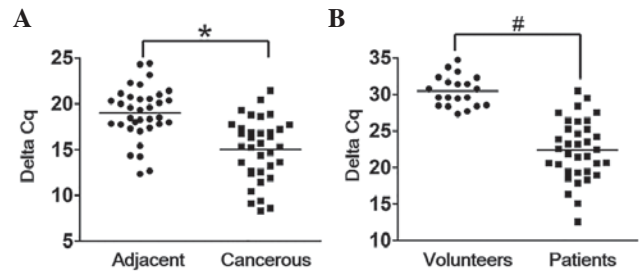 A
*
Delta Cq
25
20
15
10
5
Adjacent
Cancerous
B
#
Delta Cq
35
30
25
20
15
10
Volunteers
Patients